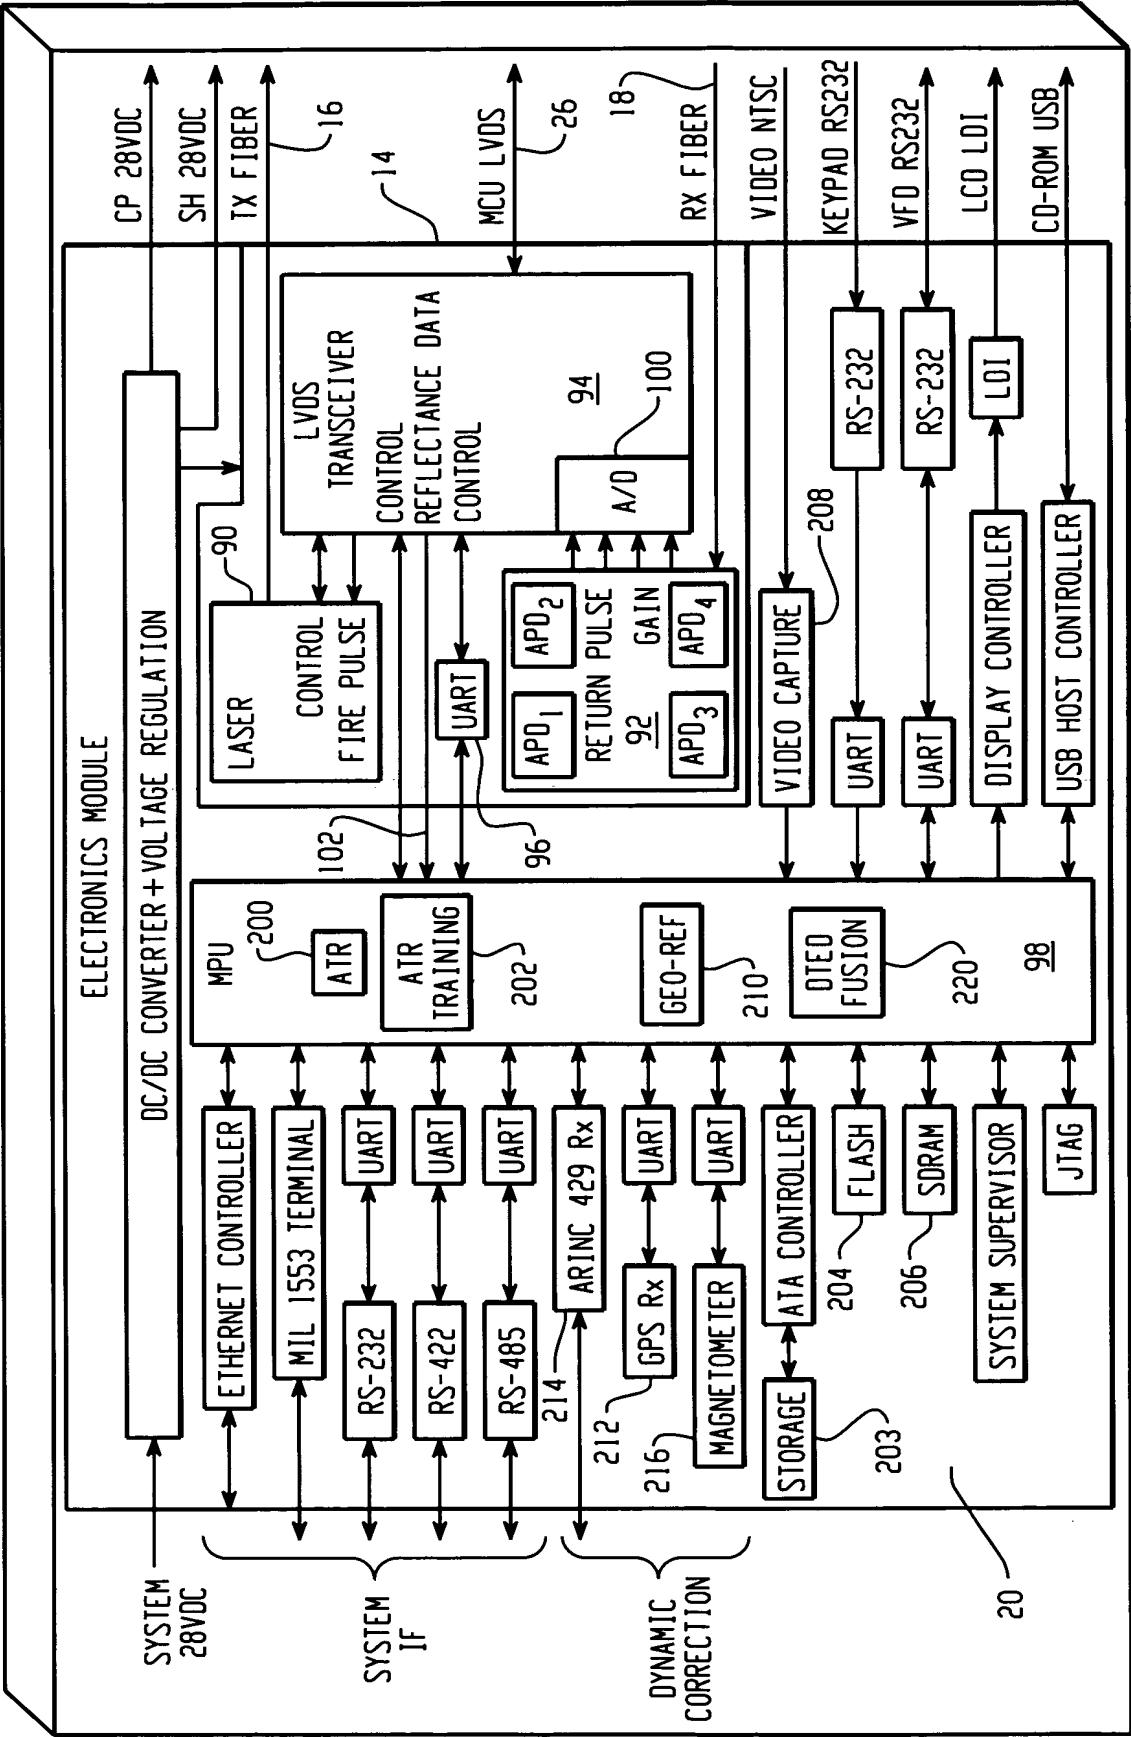 ELECTRONICS MODULE
DC/DC CONVERTER+VOLTAGE REGULATION
SYSTEM
28VDC
CP 28VDC
SH 28VDC
TX FIBER
16
14
MCU LVDS
26
18
RX FIBER
VIDEO NTSC
KEYPAD RS232
VFD RS232
LCD LDI
CD-ROM USB
90
LASER
CONTROL
FIRE PULSE
LVDS
TRANSCEIVER
CONTROL
REFLECTANCE DATA
CONTROL
94
100
A/D
102
UART
96
APD1
APD2
RETURN PULSE
92
GAIN
APD3
APD4
VIDEO CAPTURE
208
UART
RS-232
UART
RS-232
DISPLAY CONTROLLER
LDI
USB HOST CONTROLLER
MPU
200
ATR
ATR
TRAINING
202
GEO-REF
210
DTED
FUSION
220
98
ETHERNET CONTROLLER
MIL 1553 TERMINAL
RS-232
UART
RS-422
UART
RS-485
UART
SYSTEM
IF
214
ARINC 429 Rx
212
GPS Rx
UART
216
MAGNETOMETER
UART
DYNAMIC
CORRECTION
STORAGE
203
ATA CONTROLLER
204
FLASH
206
SDRAM
SYSTEM SUPERVISOR
JTAG
20